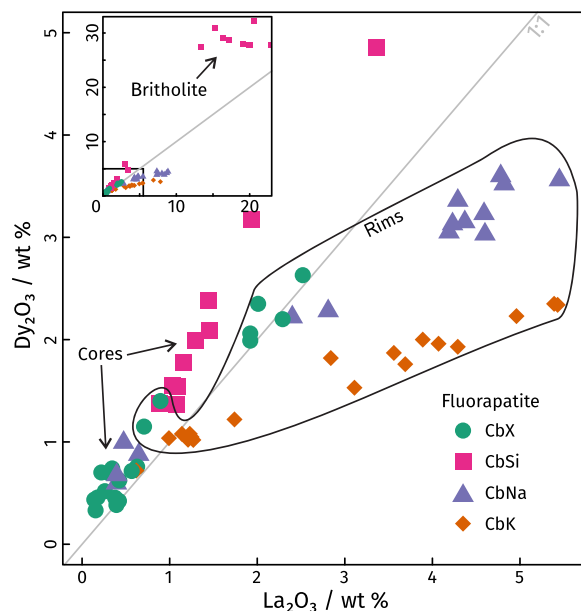 30
20
10
0
0
10
20
Britholite
1:1
Rims
Cores
Fluorapatite
CbX
CbSi
CbNa
CbK
5
4
3
2
1
0
Dy₂O₃ / wt %
0
1
2
3
4
5
La₂O₃ / wt %